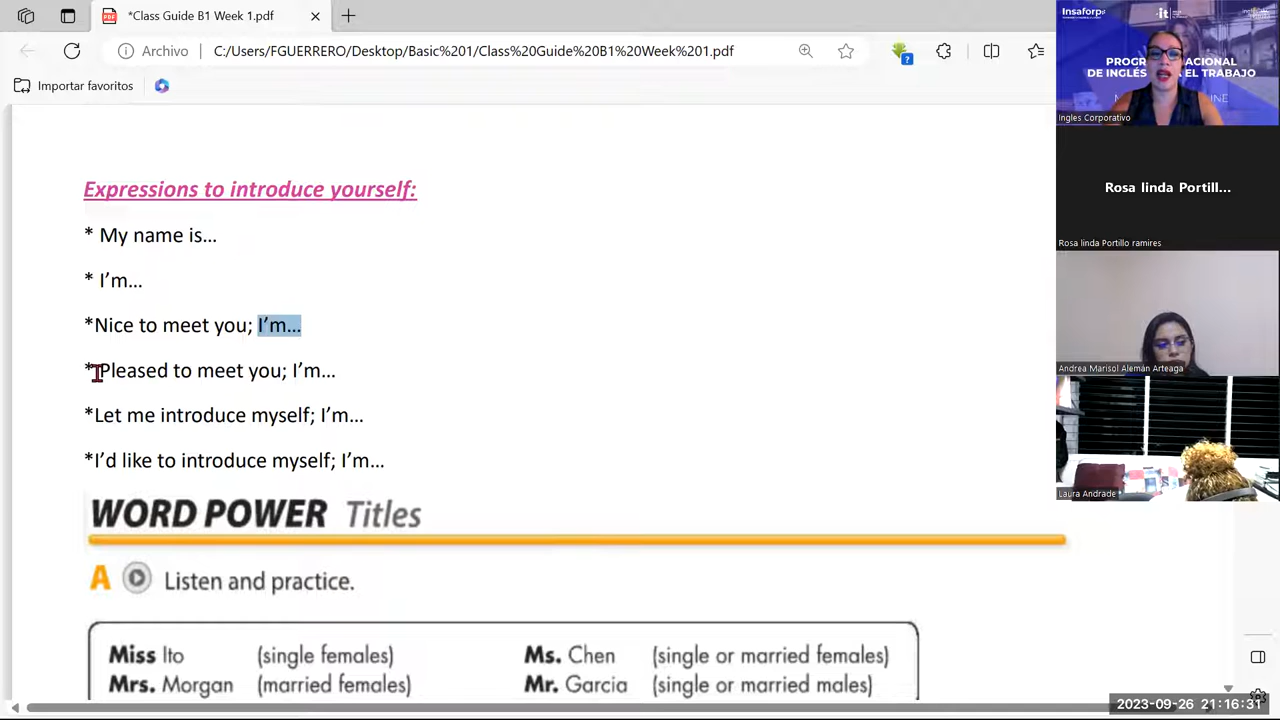 *Class Guide B1 Week 1.pdf
Archivo
C:/Users/FGUERRERO/Desktop/Basic%201/Class%20Guide%20B1%20Week%201.pdf
Importar favoritos
Expressions to introduce yourself:
* My name is...
* I'm...
*Nice to meet you; I'm...
* Pleased to meet you; I'm...
*Let me introduce myself; I'm...
*I'd like to introduce myself; I'm...
WORD POWER Titles
A Listen and practice.
Miss Ito (single females) Ms. Chen (single or married females)
Mrs. Morgan (married females) Mr. Garcia (single or married males)
Insaforp
Ingles Corporativo
Rosa linda Portill...
Rosa linda Portillo ramires
Andrea Marisol Alemán Arteaga
Laura Andrade
2023-09-26 21:16:31